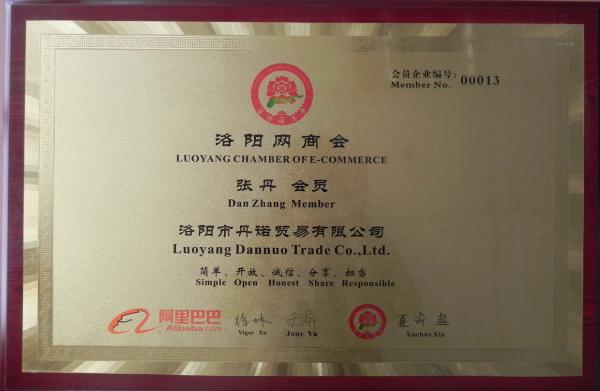 会员企业编号:
Member No. 00013
洛阳网商会
LUOYANG CHAMBER OF E-COMMERCE
张丹 会员
Dan Zhang Member
洛阳市丹诺贸易有限公司
Luoyang Dannuo Trade Co.,Ltd.
简单、开放、诚信、分享、担当
Simple Open Honest Share Responsible
阿里巴巴
Alibaba.com
Vigor Xu
June Yu
Xuchao Xia